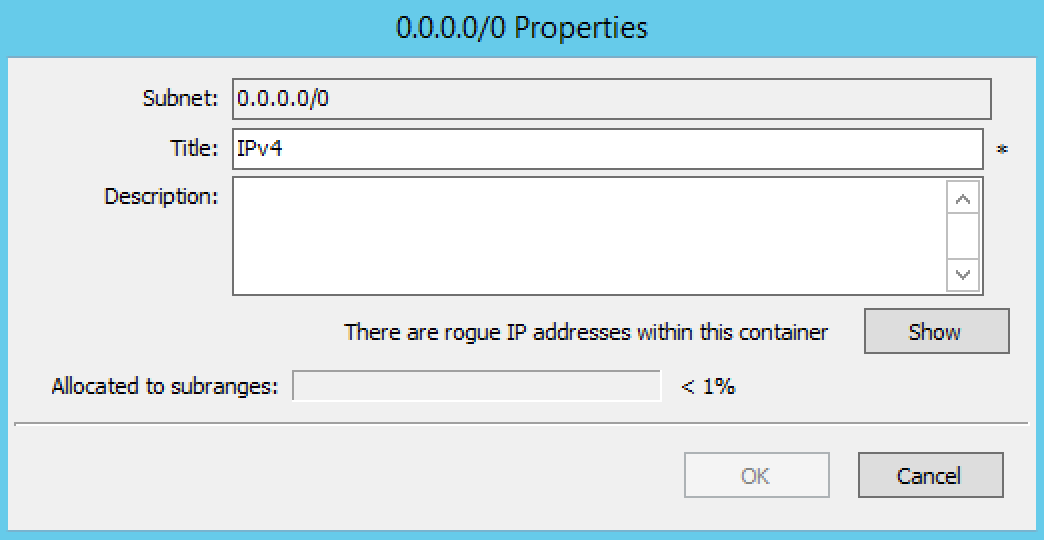 0.0.0.0/0 Properties
Subnet: 0.0.0.0/0
Title: IPv4 *
Description:
There are rogue IP addresses within this container Show
Allocated to subranges: < 1%
OK Cancel